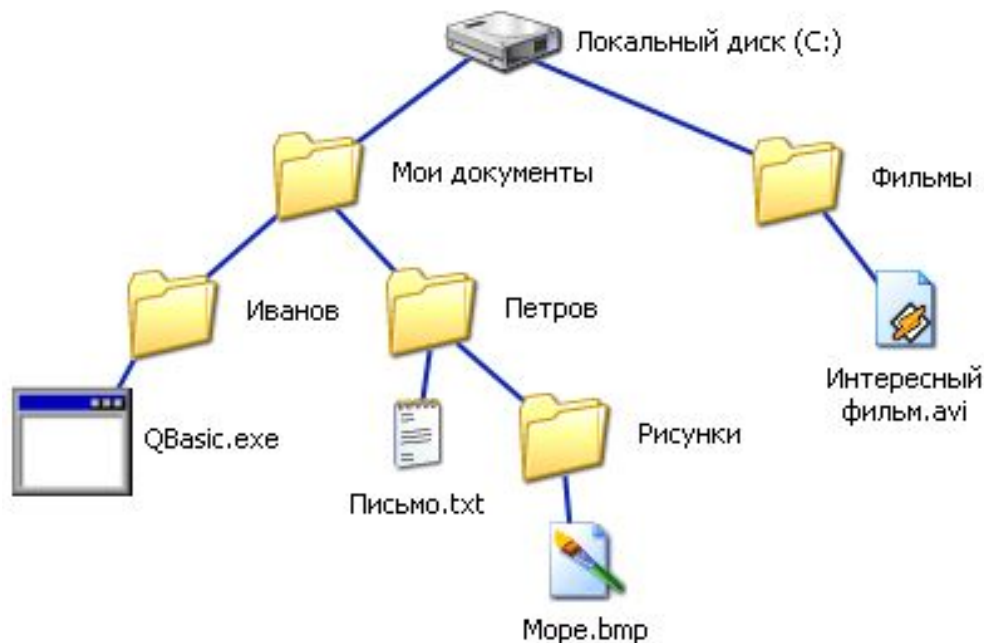 Локальный диск (C:)
Мои документы
Фильмы
Иванов
Петров
Интересный
фильм.avi
QBasic.exe
Рисунки
Письмо.txt
Море.bmp